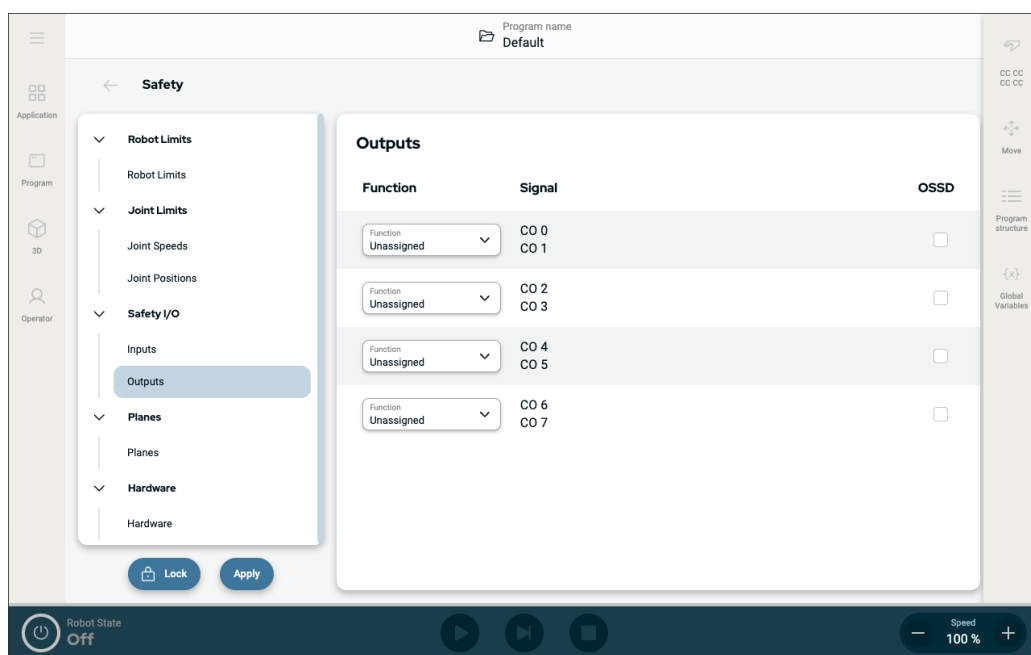 Program name
Default
Application
Program
3D
Operator
Safety
Robot Limits
Robot Limits
Joint Limits
Joint Speeds
Joint Positions
Safety I/O
Inputs
Outputs
Planes
Planes
Hardware
Hardware
Lock
Apply
Outputs
Function Signal OSSD
Function
Unassigned
CO 0
CO 1
Function
Unassigned
CO 2
CO 3
Function
Unassigned
CO 4
CO 5
Function
Unassigned
CO 6
CO 7
CC CC
CC CC
Move
Program
structure
{x}
Global
Variables
Robot State
Off
Speed
100 %